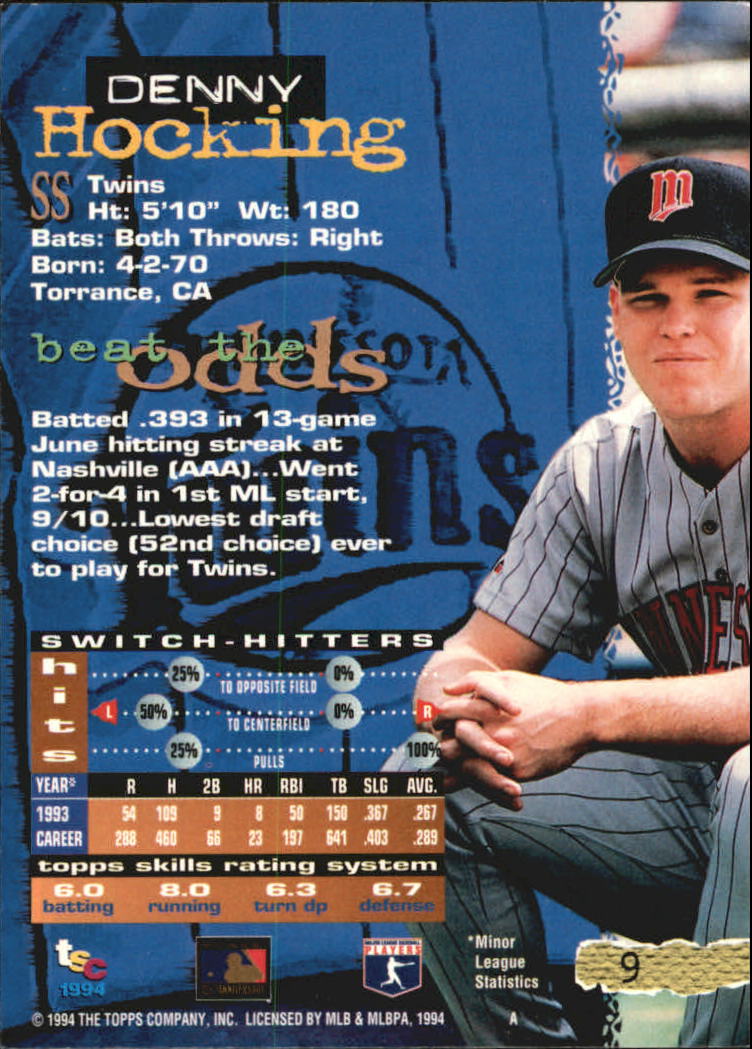 DENNY
Hocking
SS Twins
Ht: 5'10" Wt: 180
Bats: Both Throws: Right
Born: 4-2-70
Torrance, CA
beat the odds
Batted .393 in 13-game
June hitting streak at
Nashville (AAA)...Went
2-for-4 in 1st ML start,
9/10...Lowest draft
choice (52nd choice) ever
to play for Twins.
SWITCH-HITTERS
hits
25% TO OPPOSITE FIELD 0%
L 50% TO CENTERFIELD 0% R
25% PULLS 100%
YEAR* R H 2B HR RBI TB SLG AVG.
1993 54 109 9 8 50 150 .367 .267
CAREER 288 460 66 23 197 641 .403 .289
topps skills rating system
6.0 8.0 6.3 6.7
batting running turn dp defense
tsc
1994
MAJOR LEAGUE BASEBALL
PLAYERS
*Minor
League
Statistics
9
© 1994 THE TOPPS COMPANY, INC. LICENSED BY MLB & MLBPA, 1994 A